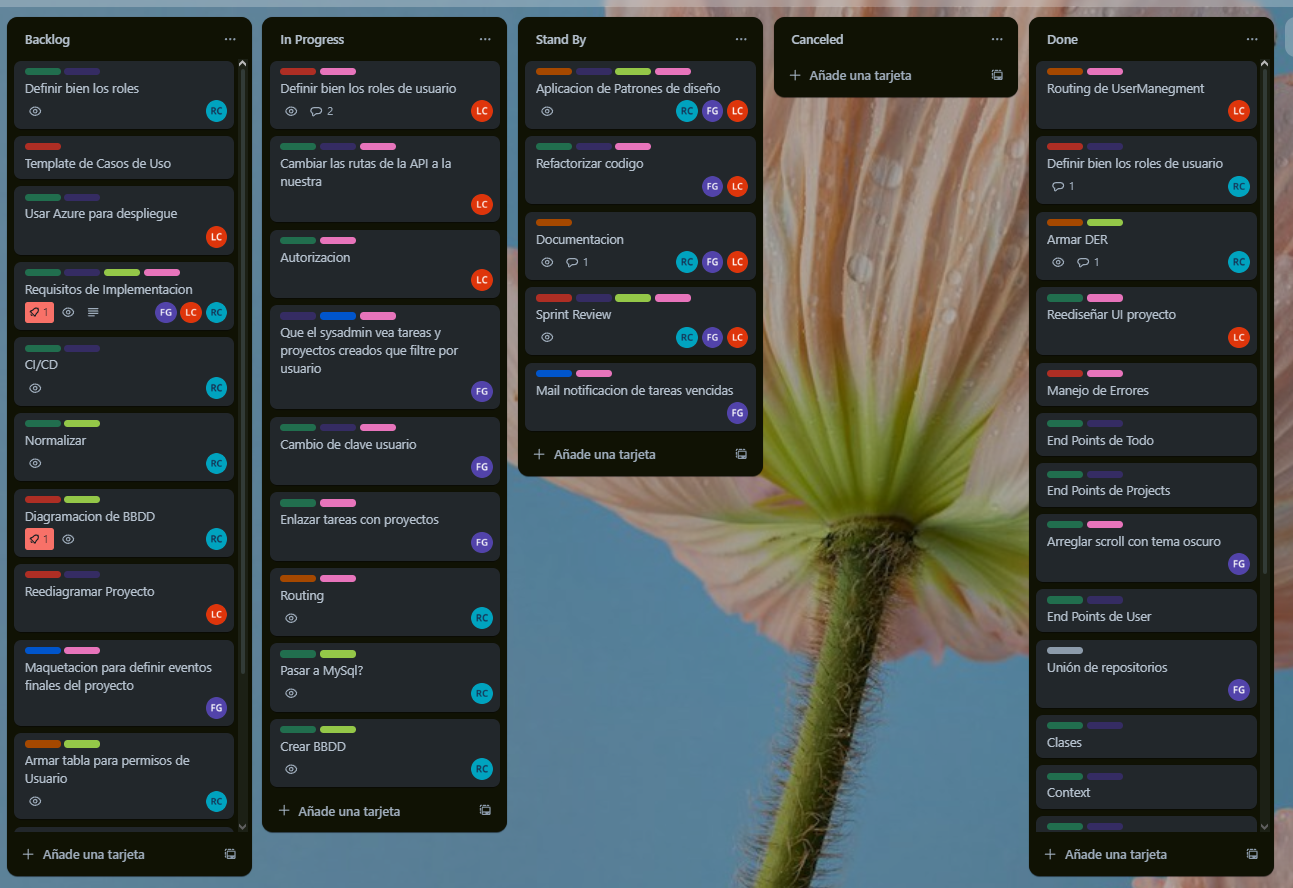 Backlog
Definir bien los roles
RC
Template de Casos de Uso
Usar Azure para despliegue
LC
Requisitos de Implementacion
1
FG LC RC
CI/CD
RC
Normalizar
RC
Diagramacion de BBDD
1
RC
Reediagramar Proyecto
LC
Maquetacion para definir eventos
finales del proyecto
FG
Armar tabla para permisos de
Usuario
RC
Añade una tarjeta
In Progress
Definir bien los roles de usuario
2
LC
Cambiar las rutas de la API a la
nuestra
LC
Autorizacion
LC
Que el sysadmin vea tareas y
proyectos creados que filtre por
usuario
FG
Cambio de clave usuario
FG
Enlazar tareas con proyectos
FG
Routing
RC
Pasar a MySql?
RC
Crear BBDD
RC
Añade una tarjeta
Stand By
Aplicacion de Patrones de diseño
RC FG LC
Refactorizar codigo
FG LC
Documentacion
1
RC FG LC
Sprint Review
RC FG LC
Mail notificacion de tareas vencidas
FG
Añade una tarjeta
Canceled
Añade una tarjeta
Done
Routing de UserManegment
LC
Definir bien los roles de usuario
1
RC
Armar DER
1
RC
Reediseñar UI proyecto
LC
Manejo de Errores
End Points de Todo
End Points de Projects
Arreglar scroll con tema oscuro
FG
End Points de User
Unión de repositorios
FG
Clases
Context
Añade una tarjeta